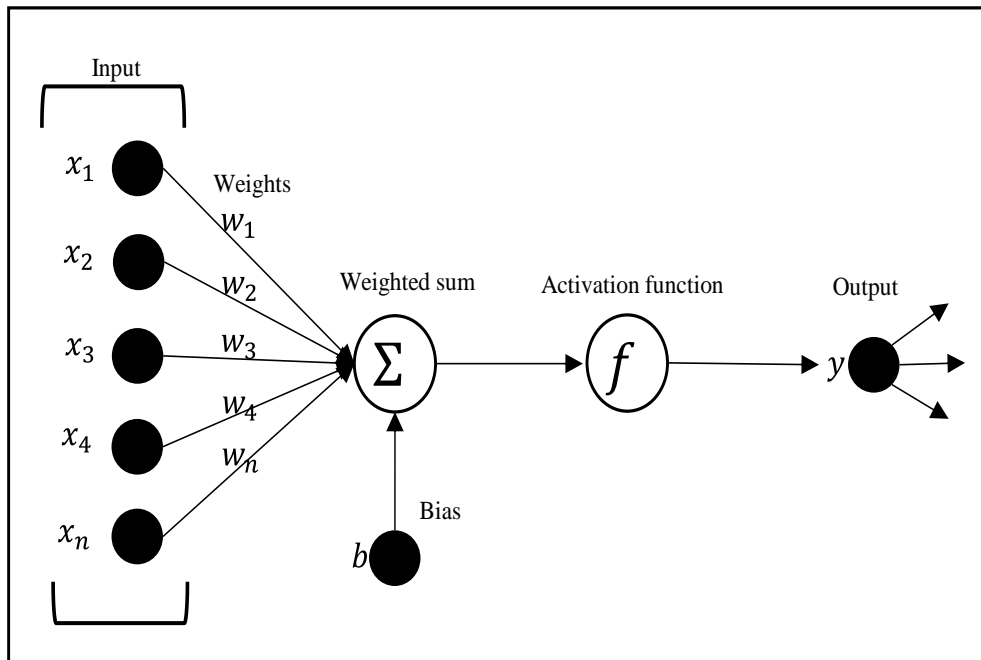 Input
x₁
Weights
w₁
x₂
w₂
Weighted sum
Activation function
Output
x₃
w₃
Σ
f
y
x₄
w₄
wₙ
xₙ
Bias
b